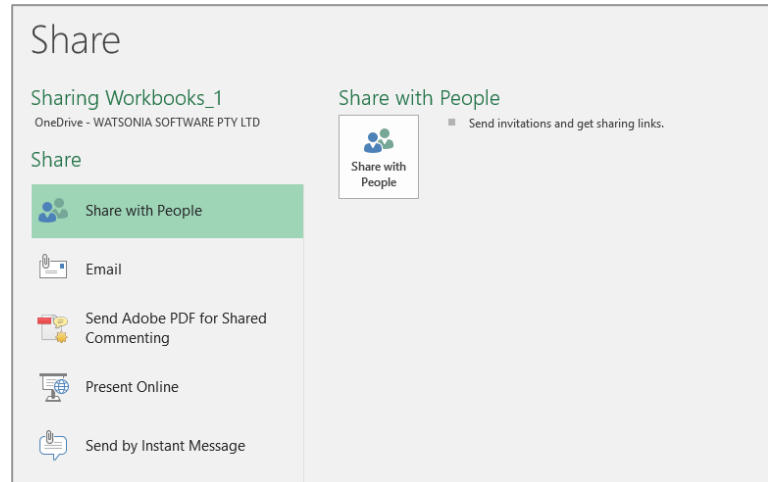 Share
Sharing Workbooks_1
OneDrive - WATSONIA SOFTWARE PTY LTD
Share
Share with People
Email
Send Adobe PDF for Shared
Commenting
Present Online
Send by Instant Message
Share with People
Share with
People
Send invitations and get sharing links.